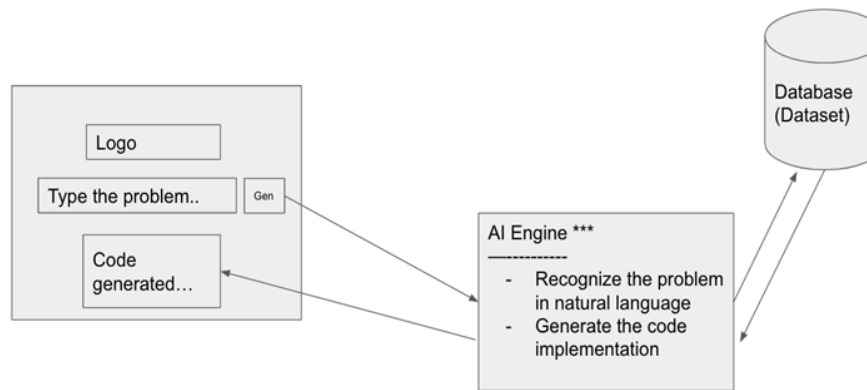 Logo
Type the problem..
Gen
Code
generated…
AI Engine ***
—----------
- Recognize the problem
in natural language
- Generate the code
implementation
Database
(Dataset)